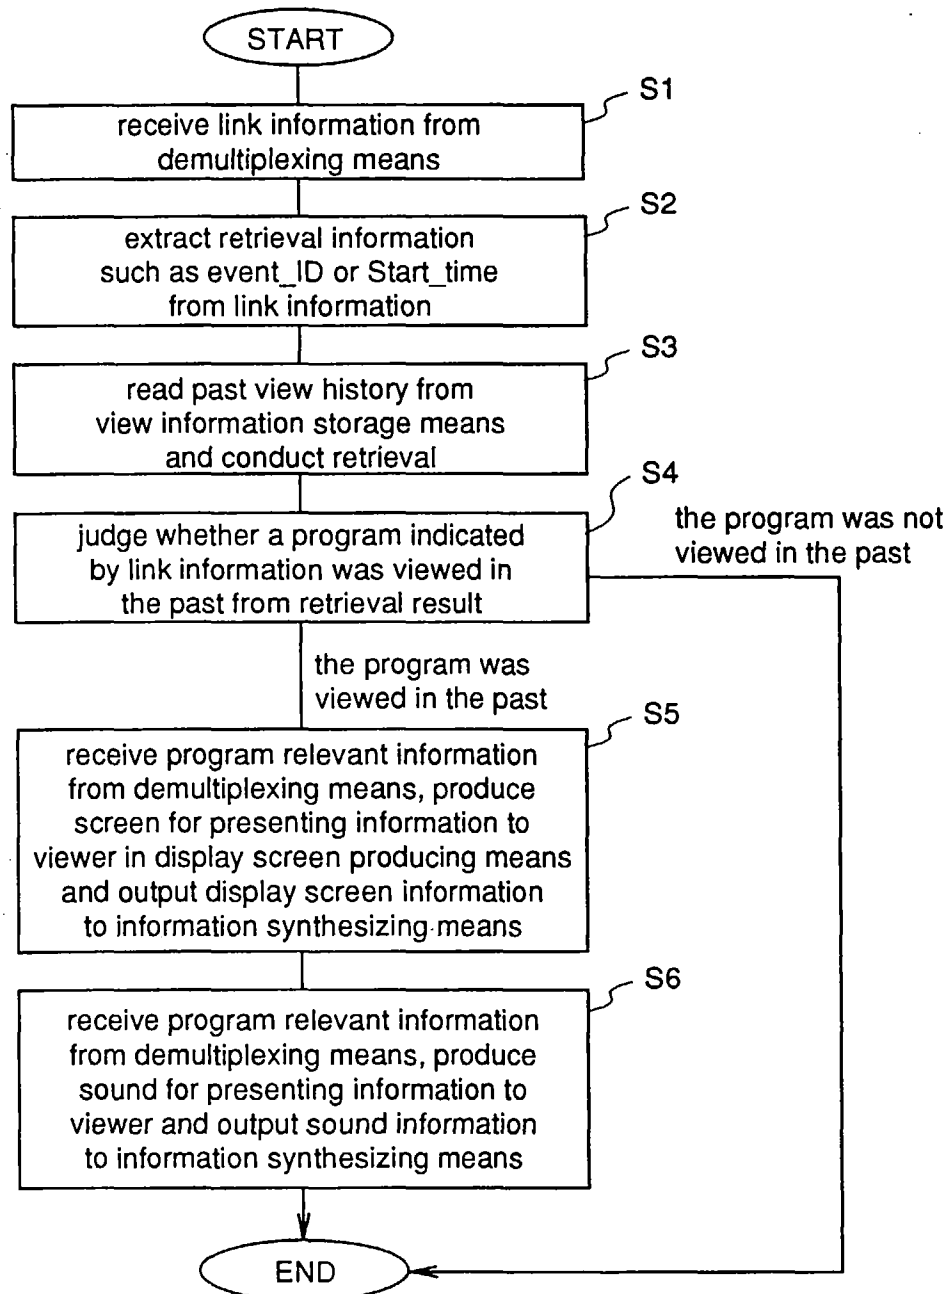 START
S1
receive link information from
demultiplexing means
S2
extract retrieval information
such as event_ID or Start_time
from link information
S3
read past view history from
view information storage means
and conduct retrieval
S4
judge whether a program indicated
by link information was viewed in
the past from retrieval result
the program was not
viewed in the past
the program was
viewed in the past
S5
receive program relevant information
from demultiplexing means, produce
screen for presenting information to
viewer in display screen producing means
and output display screen information
to information synthesizing means
S6
receive program relevant information
from demultiplexing means, produce
sound for presenting information to
viewer and output sound information
to information synthesizing means
END